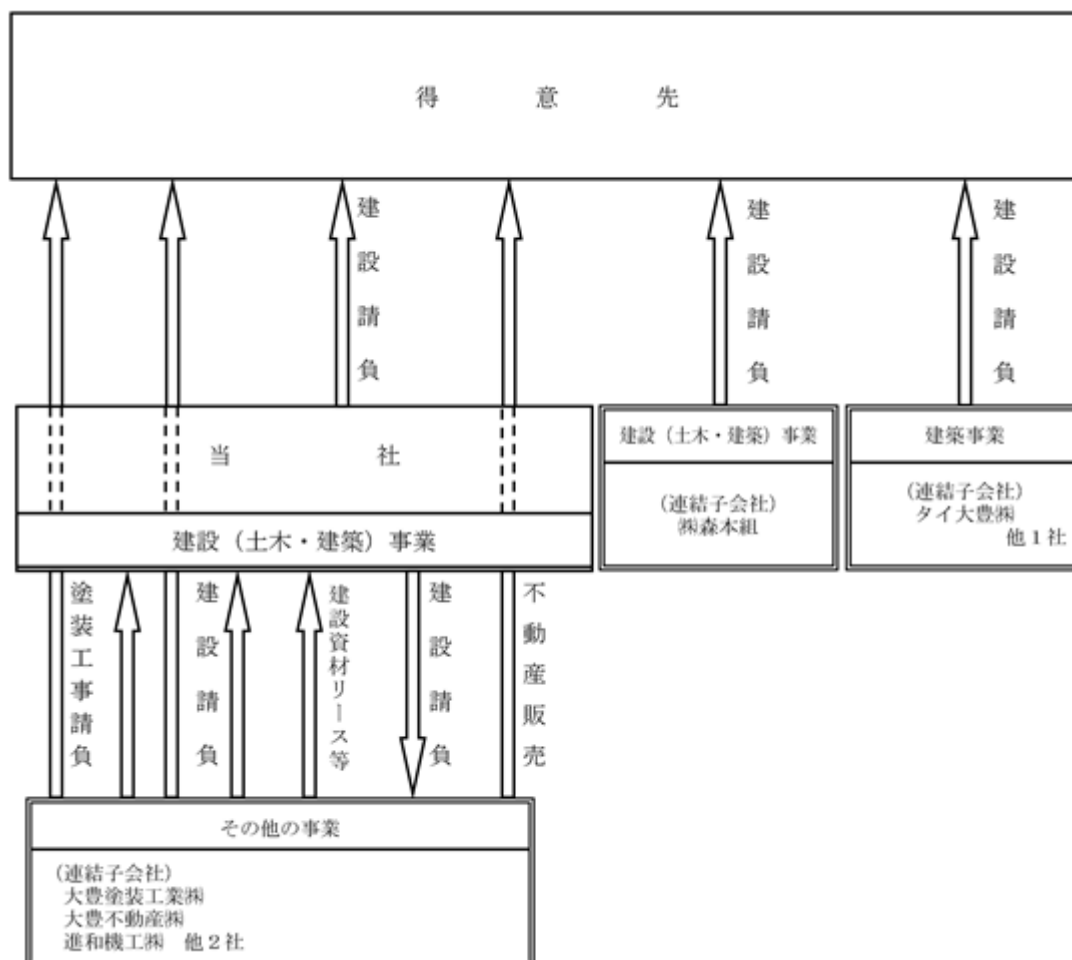 得意先
建設請負
建設請負
建設請負
当社
建設（土木・建築）事業
建設（土木・建築）事業
（連結子会社）
㈱森本組
建築事業
（連結子会社）
タイ大豊㈱
他１社
塗装工事請負
建設請負
建設資材リース等
建設請負
不動産販売
その他の事業
（連結子会社）
大豊塗装工業㈱
大豊不動産㈱
進和機工㈱　他２社